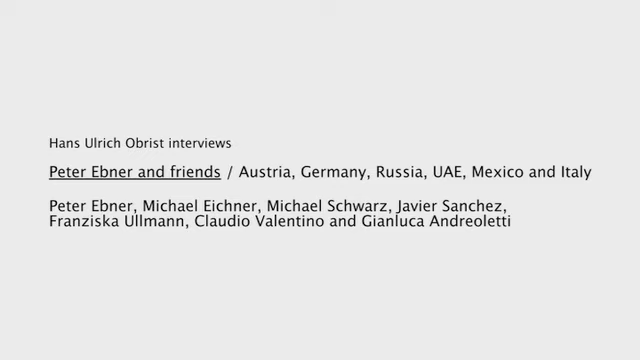 Hans Ulrich Obrist interviews
Peter Ebner and friends / Austria, Germany, Russia, UAE, Mexico and Italy
Peter Ebner, Michael Eichner, Michael Schwarz, Javier Sanchez,
Franziska Ullmann, Claudio Valentino and Gianluca Andreoletti